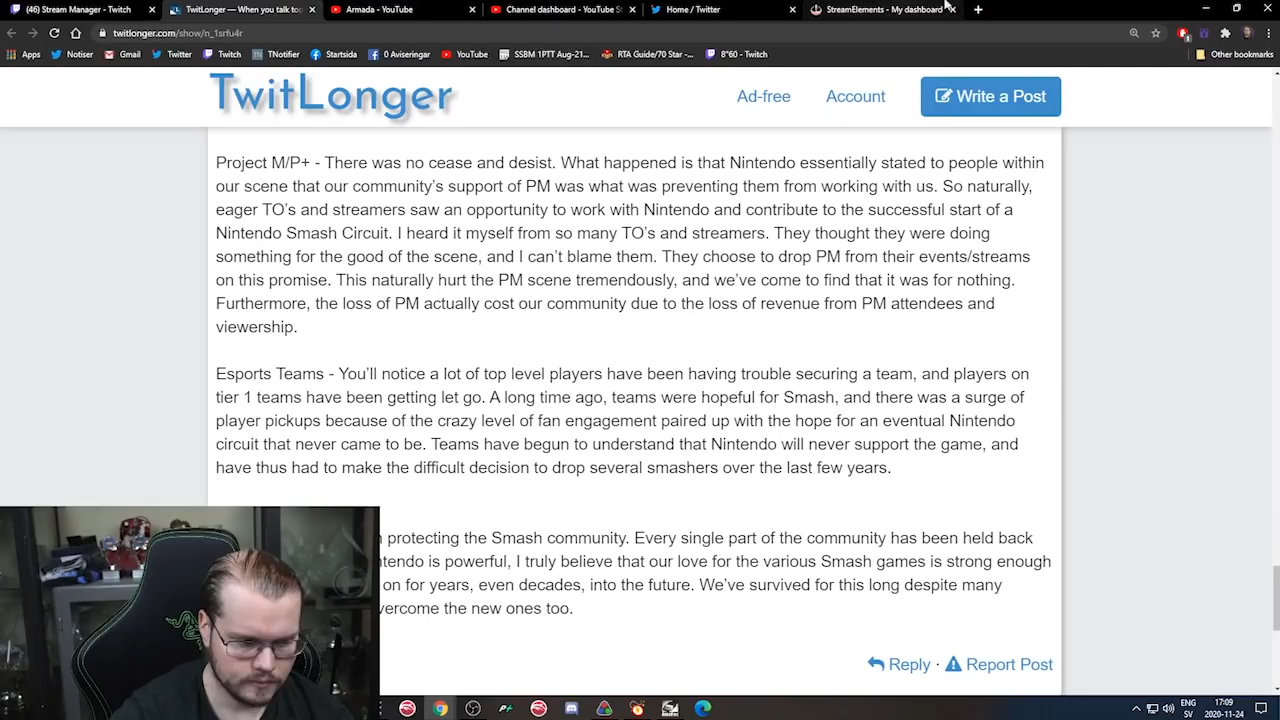 (46) Stream Manager - Twitch
TwitLonger — When you talk too
Armada - YouTube
Channel dashboard - YouTube S
Home / Twitter
StreamElements - My dashboard
twitlonger.com/show/n_1srfu4r
Apps
Notiser
Gmail
Twitter
Twitch
TNotifier
Startsida
0 Aviseringar
YouTube
SSBM 1PTT Aug-21...
RTA Guide/70 Star -...
8"60 - Twitch
Other bookmarks
TwitLonger
Ad-free
Account
Write a Post
Project M/P+ - There was no cease and desist. What happened is that Nintendo essentially stated to people within
our scene that our community's support of PM was what was preventing them from working with us. So naturally,
eager TO's and streamers saw an opportunity to work with Nintendo and contribute to the successful start of a
Nintendo Smash Circuit. I heard it myself from so many TO's and streamers. They thought they were doing
something for the good of the scene, and I can't blame them. They choose to drop PM from their events/streams
on this promise. This naturally hurt the PM scene tremendously, and we've come to find that it was for nothing.
Furthermore, the loss of PM actually cost our community due to the loss of revenue from PM attendees and
viewership.
Esports Teams - You'll notice a lot of top level players have been having trouble securing a team, and players on
tier 1 teams have been getting let go. A long time ago, teams were hopeful for Smash, and there was a surge of
player pickups because of the crazy level of fan engagement paired up with the hope for an eventual Nintendo
circuit that never came to be. Teams have begun to understand that Nintendo will never support the game, and
have thus had to make the difficult decision to drop several smashers over the last few years.
protecting the Smash community. Every single part of the community has been held back
tendo is powerful, I truly believe that our love for the various Smash games is strong enough
on for years, even decades, into the future. We've survived for this long despite many
vercome the new ones too.
Reply · Report Post
ENG
SV
17:09
2020-11-24